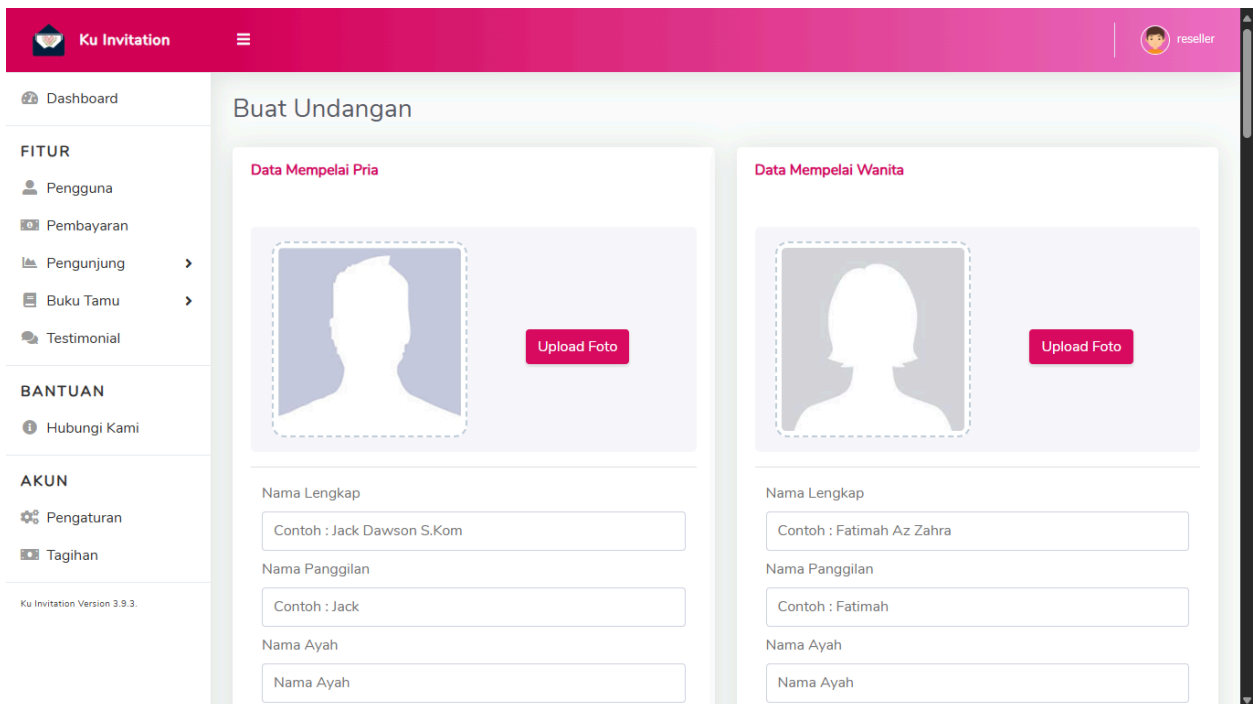 Ku Invitation
reseller
Dashboard
FITUR
Pengguna
Pembayaran
Pengunjung
Buku Tamu
Testimonial
BANTUAN
Hubungi Kami
AKUN
Pengaturan
Tagihan
Ku Invitation Version 3.9.3.
Buat Undangan
Data Mempelai Pria
Upload Foto
Nama Lengkap
Contoh : Jack Dawson S.Kom
Nama Panggilan
Contoh : Jack
Nama Ayah
Nama Ayah
Data Mempelai Wanita
Upload Foto
Nama Lengkap
Contoh : Fatimah Az Zahra
Nama Panggilan
Contoh : Fatimah
Nama Ayah
Nama Ayah